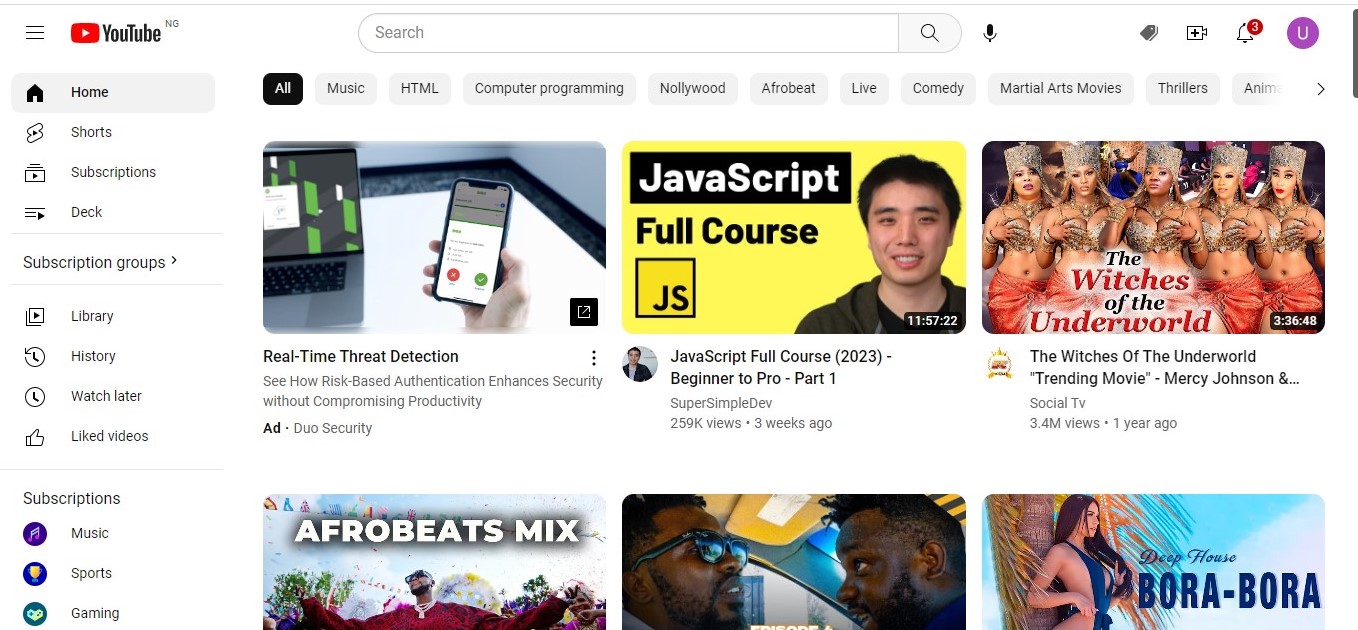 YouTube NG
Search
3
U
Home
Shorts
Subscriptions
Deck
Subscription groups
Library
History
Watch later
Liked videos
Subscriptions
Music
Sports
Gaming
All Music HTML Computer programming Nollywood Afrobeat Live Comedy Martial Arts Movies Thrillers
Real-Time Threat Detection
See How Risk-Based Authentication Enhances Security
without Compromising Productivity
Ad · Duo Security
JavaScript
Full Course
JS
11:57:22
JavaScript Full Course (2023) -
Beginner to Pro - Part 1
SuperSimpleDev
259K views • 3 weeks ago
The
Witches
of the
Underworld
3:36:48
The Witches Of The Underworld
"Trending Movie" - Mercy Johnson &...
Social Tv
3.4M views • 1 year ago
AFROBEATS MIX
Deep House
BORA-BORA